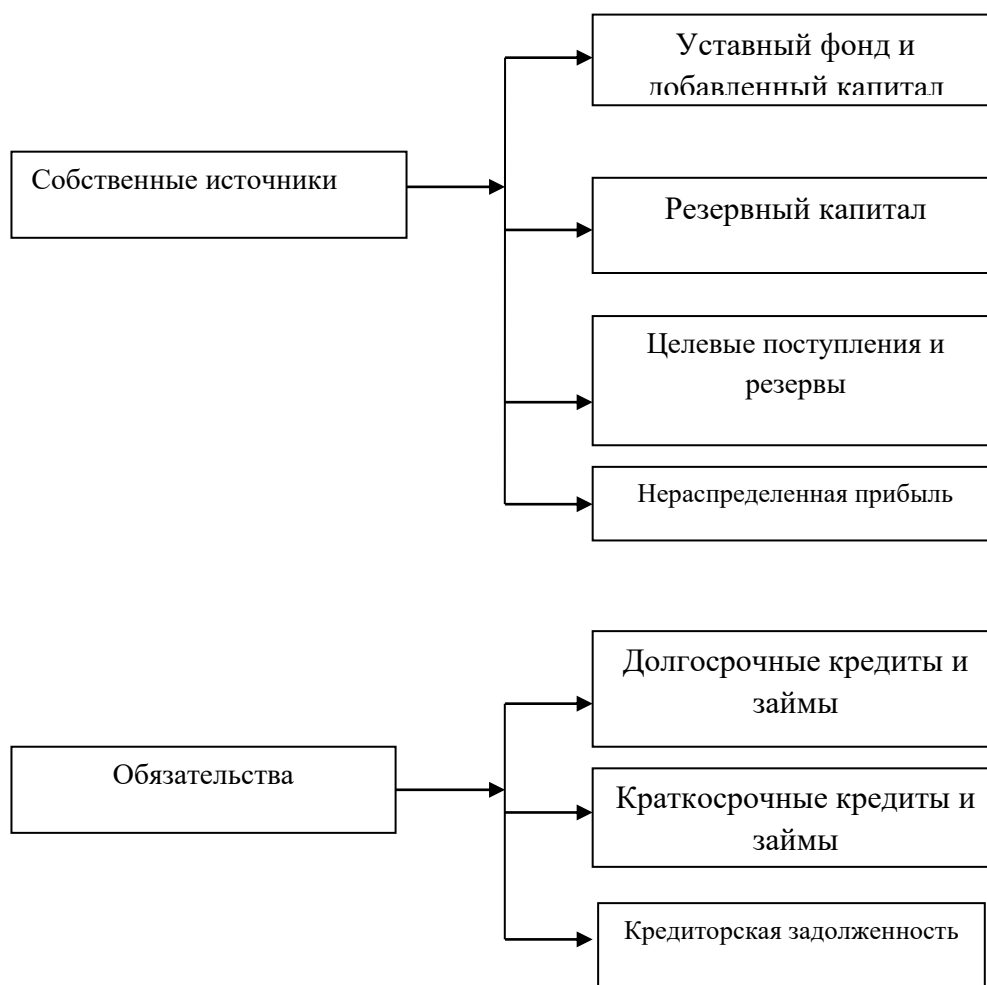 Собственные источники
Уставный фонд и
добавленный капитал
Резервный капитал
Целевые поступления и
резервы
Нераспределенная прибыль
Обязательства
Долгосрочные кредиты и
займы
Краткосрочные кредиты и
займы
Кредиторская задолженность